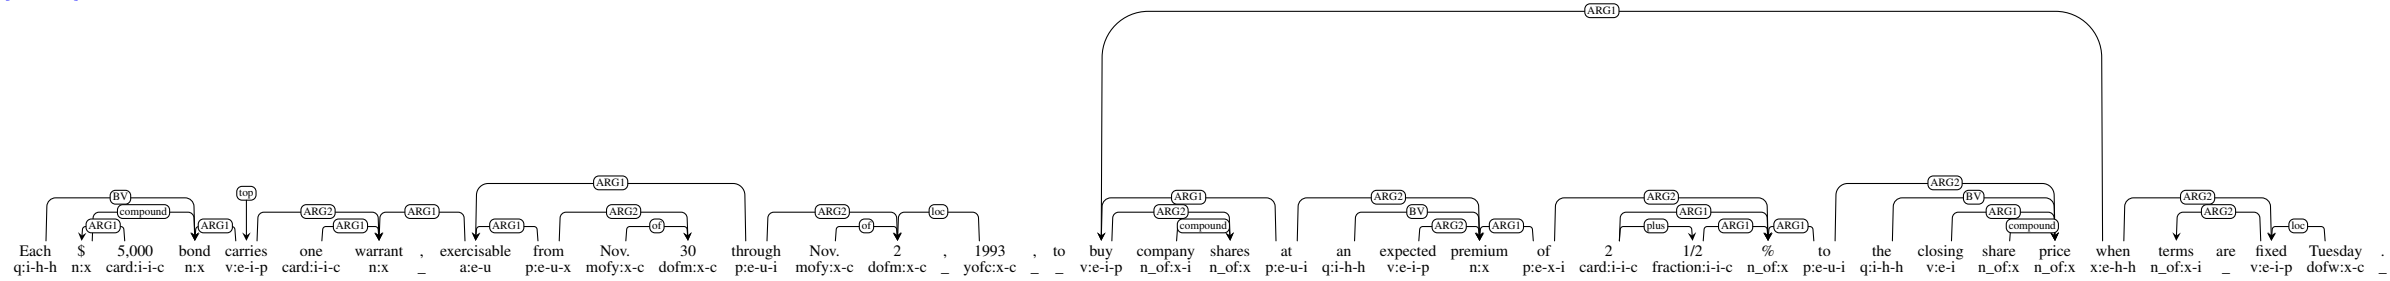 ARG1
top
ARG1
BV ARG2 ARG1 ARG2
compound ARG2 ARG1 ARG2 ARG2 loc ARG2 BV ARG2 BV ARG1 ARG2
ARG1 ARG1 ARG1 ARG1 of of compound ARG2 ARG1 plus ARG1 ARG1 compound loc
Each $ 5,000 bond carries one warrant , exercisable from Nov. 30 through Nov. 2 , 1993 , to buy company shares at an expected premium of 2 1/2 % to the closing share price when terms are fixed Tuesday .
q:i-h-h n:x card:i-i-c n:x v:e-i-p card:i-i-c n:x _ a:e-u p:e-u-x mofy:x-c dofm:x-c p:e-u-i mofy:x-c dofm:x-c _ yofc:x-c _ _ v:e-i-p n_of:x-i n_of:x p:e-u-i q:i-h-h v:e-i-p n:x p:e-x-i card:i-i-c fraction:i-i-c n_of:x p:e-u-i q:i-h-h v:e-i n_of:x n_of:x x:e-h-h n_of:x-i _ v:e-i-p dofw:x-c _